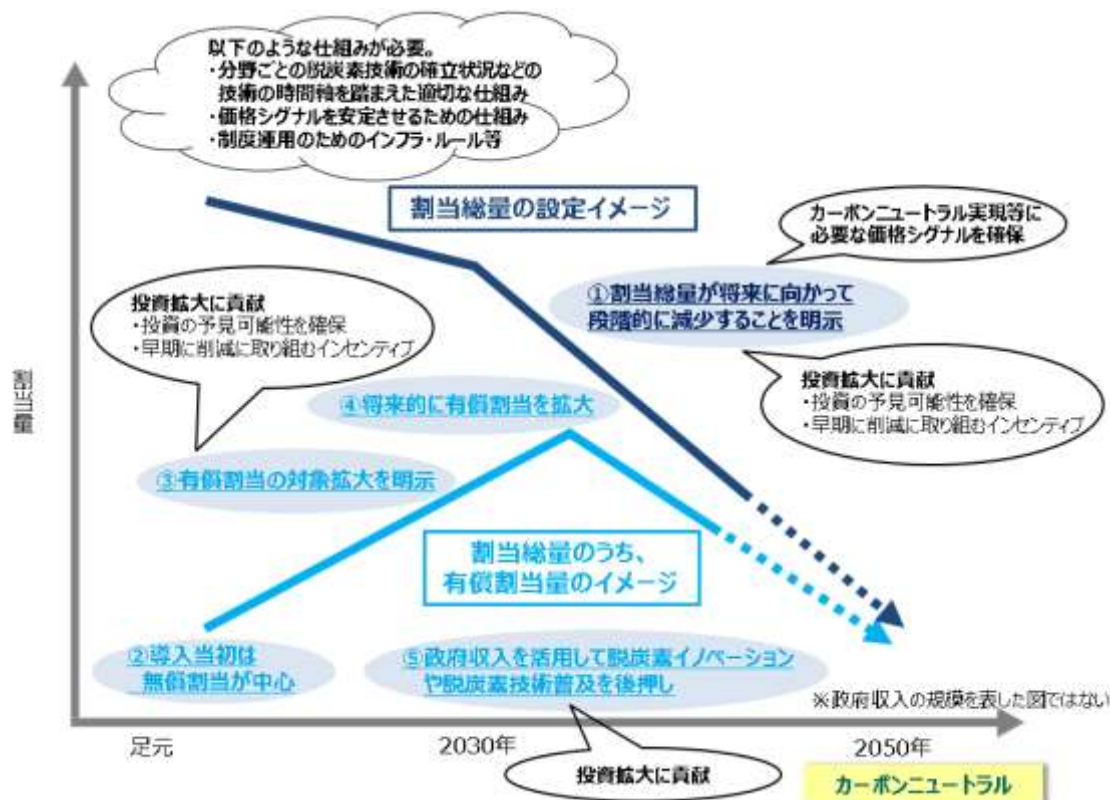 以下のような仕組みが必要。
・分野ごとの脱炭素技術の確立状況などの
技術の時間軸を踏まえた適切な仕組み
・価格シグナルを安定させるための仕組み
・制度運用のためのインフラ・ルール等
割当総量の設定イメージ
カーボンニュートラル実現等に
必要な価格シグナルを確保
①割当総量が将来に向かって
段階的に減少することを明示
投資拡大に貢献
・投資の予見可能性を確保
・早期に削減に取り組むインセンティブ
投資拡大に貢献
・投資の予見可能性を確保
・早期に削減に取り組むインセンティブ
割当量
④将来的に有償割当を拡大
③有償割当の対象拡大を明示
割当総量のうち、
有償割当量のイメージ
②導入当初は
無償割当が中心
⑤政府収入を活用して脱炭素イノベーション
や脱炭素技術普及を後押し
※政府収入の規模を表した図ではない
足元
2030年
2050年
投資拡大に貢献
カーボンニュートラル